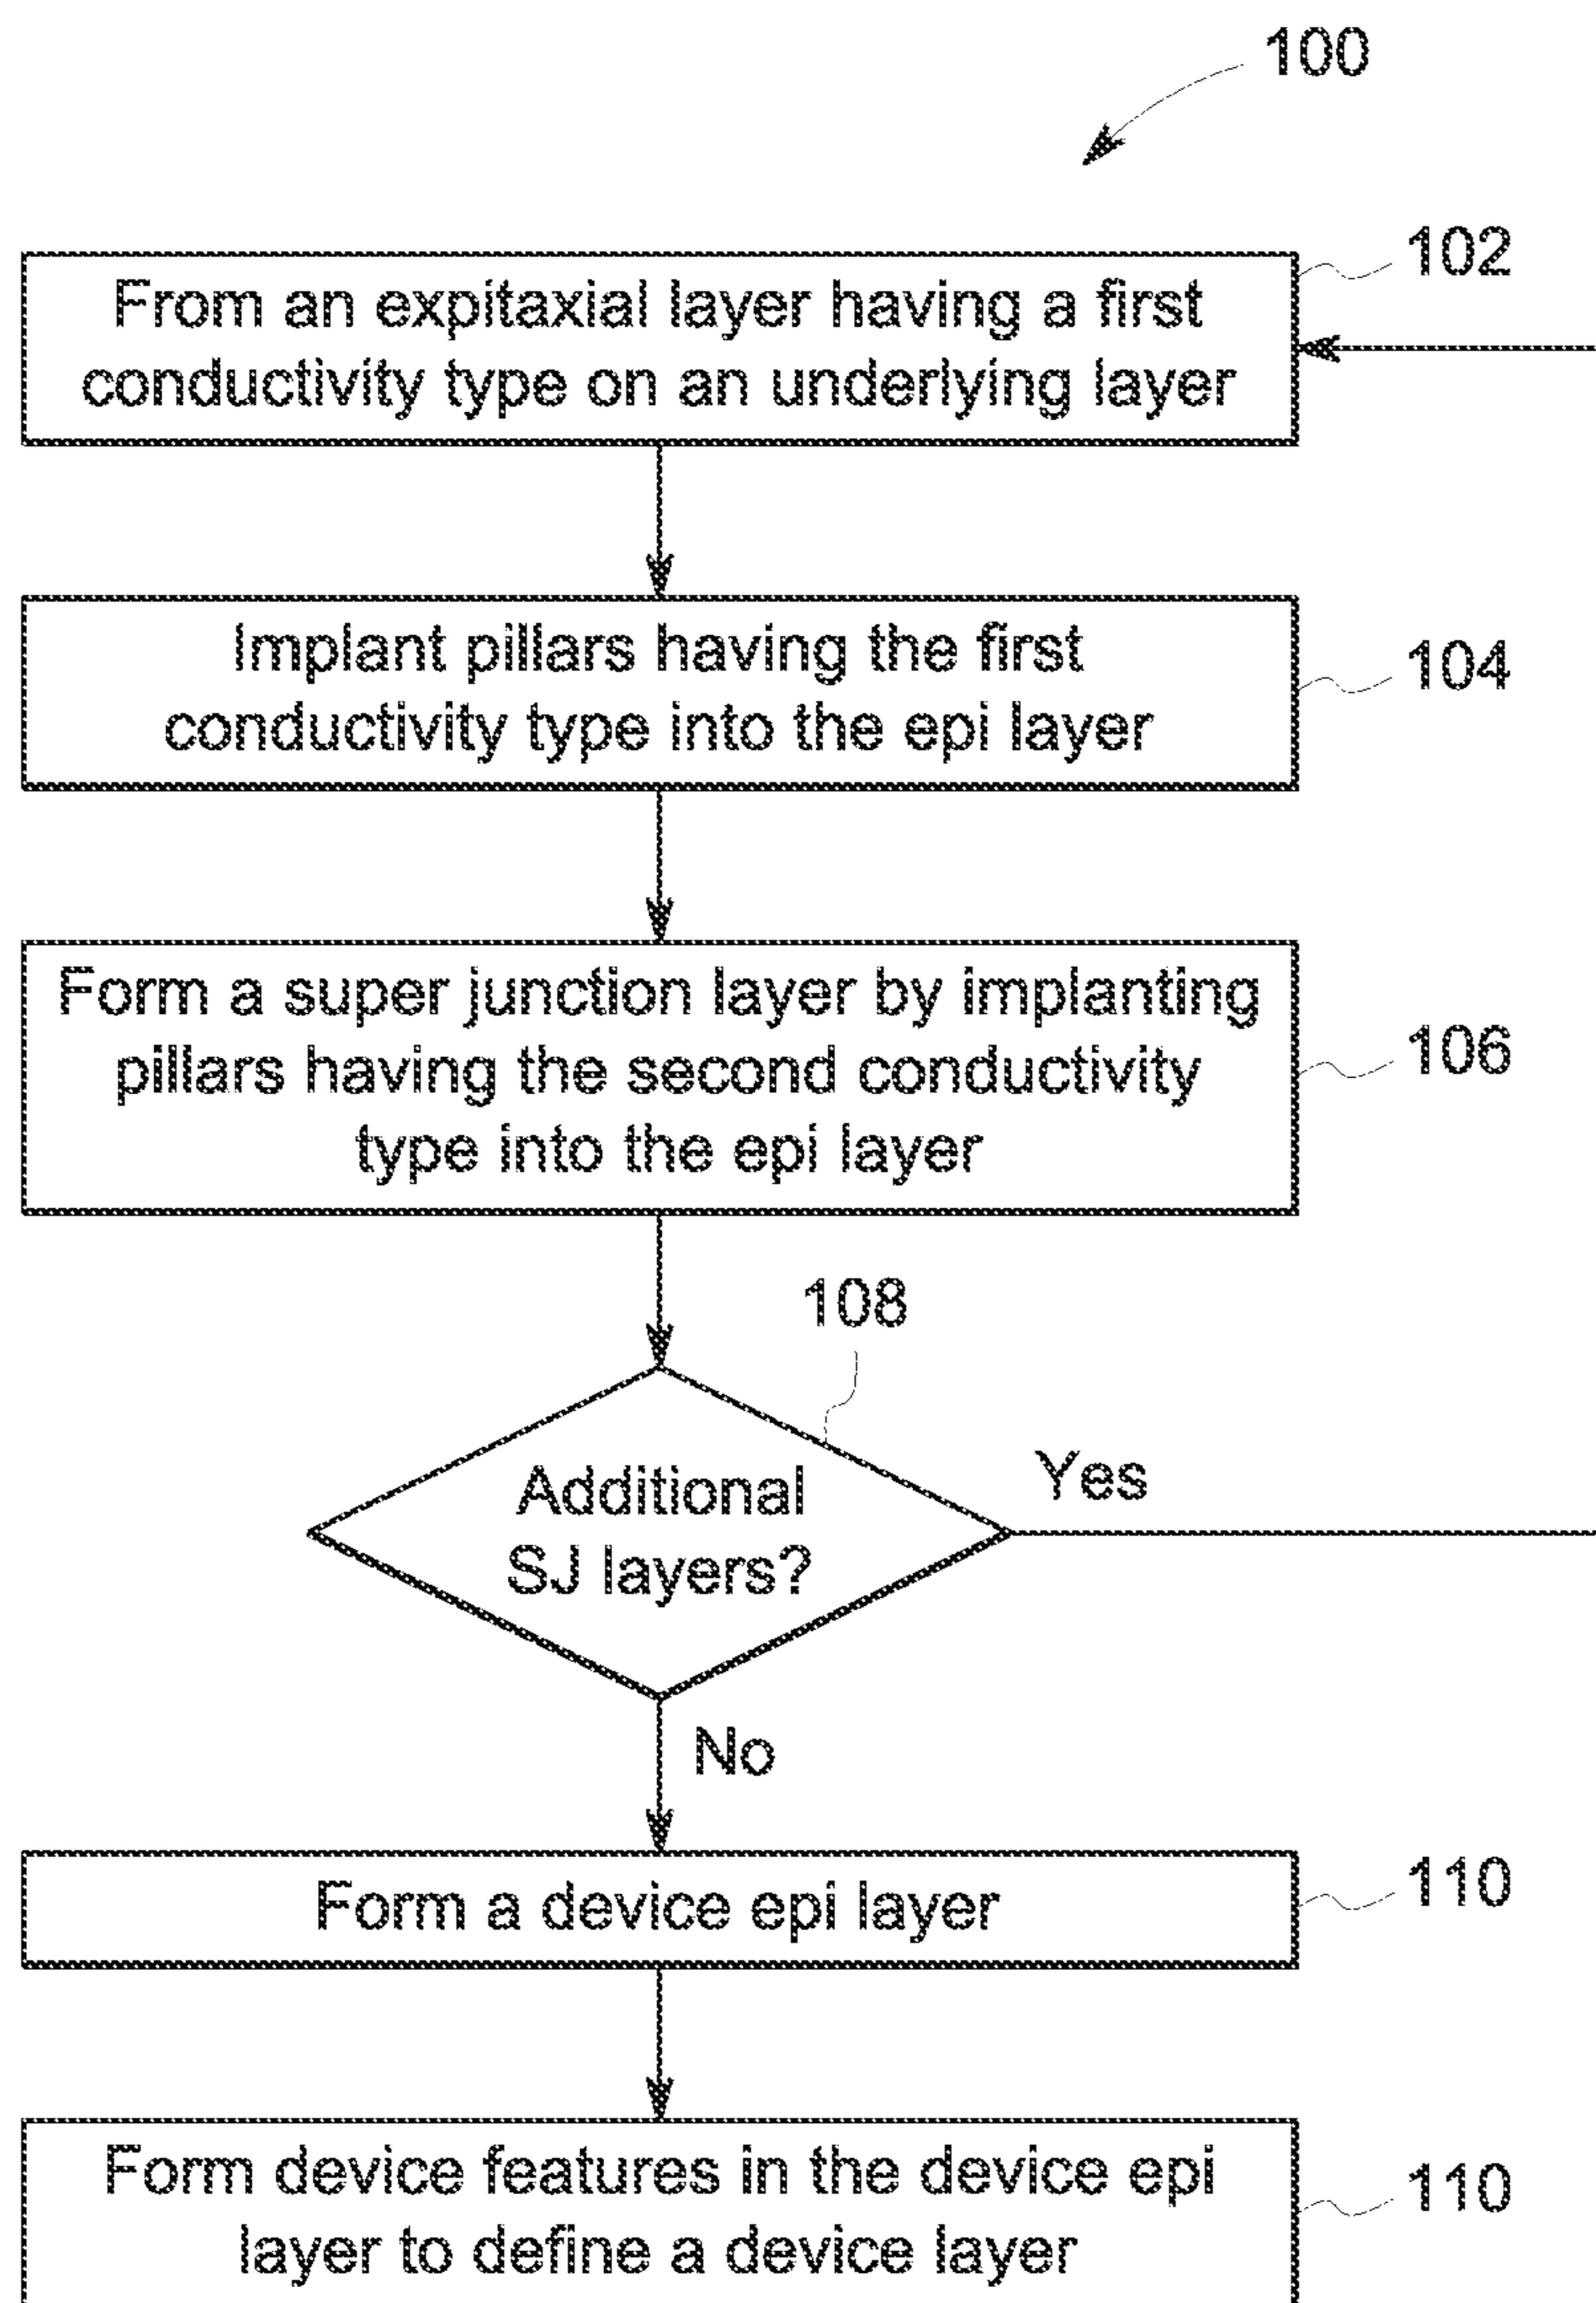 100
From an expitaxial layer having a first
conductivity type on an underlying layer
102
Implant pillars having the first
conductivity type into the epi layer
104
Form a super junction layer by implanting
pillars having the second conductivity
type into the epi layer
106
108
Additional
SJ layers?
Yes
No
Form a device epi layer
110
Form device features in the device epi
layer to define a device layer
110